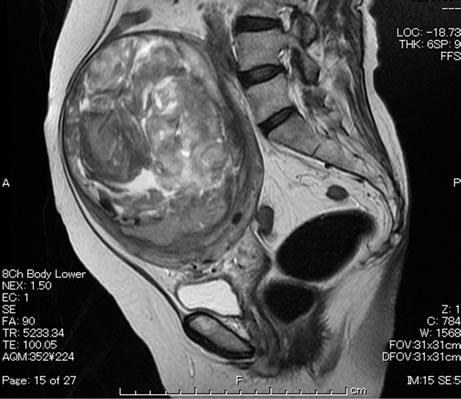 LOC: -18.73
THK: 6SP: 9
FFS
A
P
8Ch Body Lower
NEX: 1.50
EC: 1
SE
FA: 90
TR: 5233.34
TE: 100.05
AQM:352¥224
Page: 15 of 27
F
cm
Z: 1
C: 784
W: 1568
FOV:31x31cm
DFOV:31x31cm
IM:15 SE:5